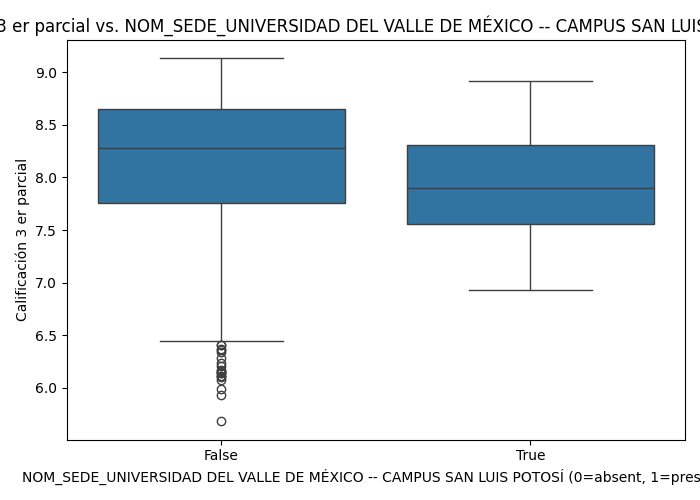 3 er parcial vs. NOM_SEDE_UNIVERSIDAD DEL VALLE DE MÉXICO -- CAMPUS SAN LUIS
Calificación 3 er parcial
9.0
8.5
8.0
7.5
7.0
6.5
6.0
False
True
NOM_SEDE_UNIVERSIDAD DEL VALLE DE MÉXICO -- CAMPUS SAN LUIS POTOSÍ (0=absent, 1=pres